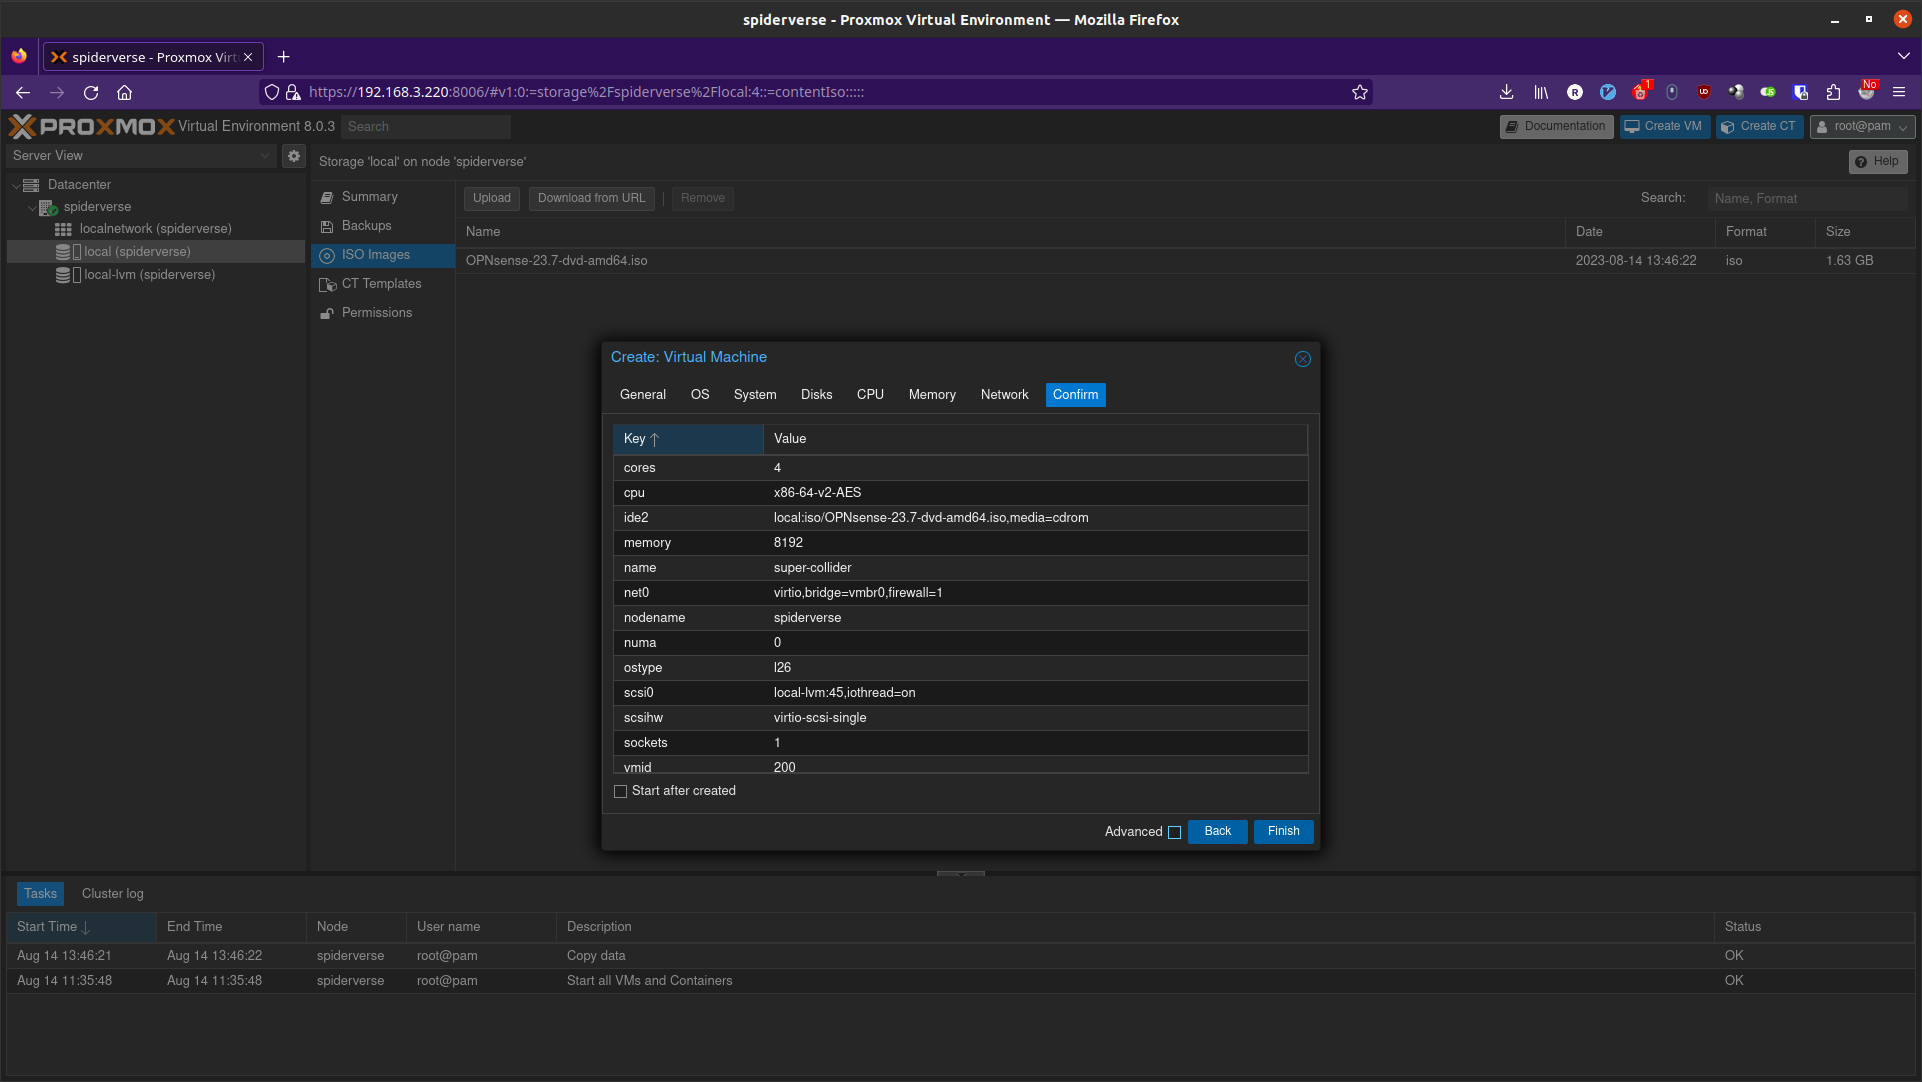 spiderverse - Proxmox Virtual Environment — Mozilla Firefox
spiderverse - Proxmox Virt
https://192.168.3.220:8006/#v1:0:=storage%2Fspiderverse%2Flocal:4::=contentIso:::::
1
No
PROXMOX Virtual Environment 8.0.3 Search
Documentation Create VM Create CT root@pam
Server View
Storage 'local' on node 'spiderverse'
Help
Datacenter
spiderverse
localnetwork (spiderverse)
local (spiderverse)
local-lvm (spiderverse)
Summary
Backups
ISO Images
CT Templates
Permissions
Upload Download from URL Remove Search: Name, Format
Name Date Format Size
OPNsense-23.7-dvd-amd64.iso 2023-08-14 13:46:22 iso 1.63 GB
Create: Virtual Machine
General OS System Disks CPU Memory Network Confirm
Key Value
cores 4
cpu x86-64-v2-AES
ide2 local:iso/OPNsense-23.7-dvd-amd64.iso,media=cdrom
memory 8192
name super-collider
net0 virtio,bridge=vmbr0,firewall=1
nodename spiderverse
numa 0
ostype l26
scsi0 local-lvm:45,iothread=on
scsihw virtio-scsi-single
sockets 1
vmid 200
Start after created
Advanced Back Finish
Tasks Cluster log
Start Time End Time Node User name Description Status
Aug 14 13:46:21 Aug 14 13:46:22 spiderverse root@pam Copy data OK
Aug 14 11:35:48 Aug 14 11:35:48 spiderverse root@pam Start all VMs and Containers OK